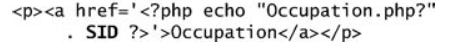 <p><a href='<?php echo "Occupation.php?"
. SID ?>'>Occupation</a></p>